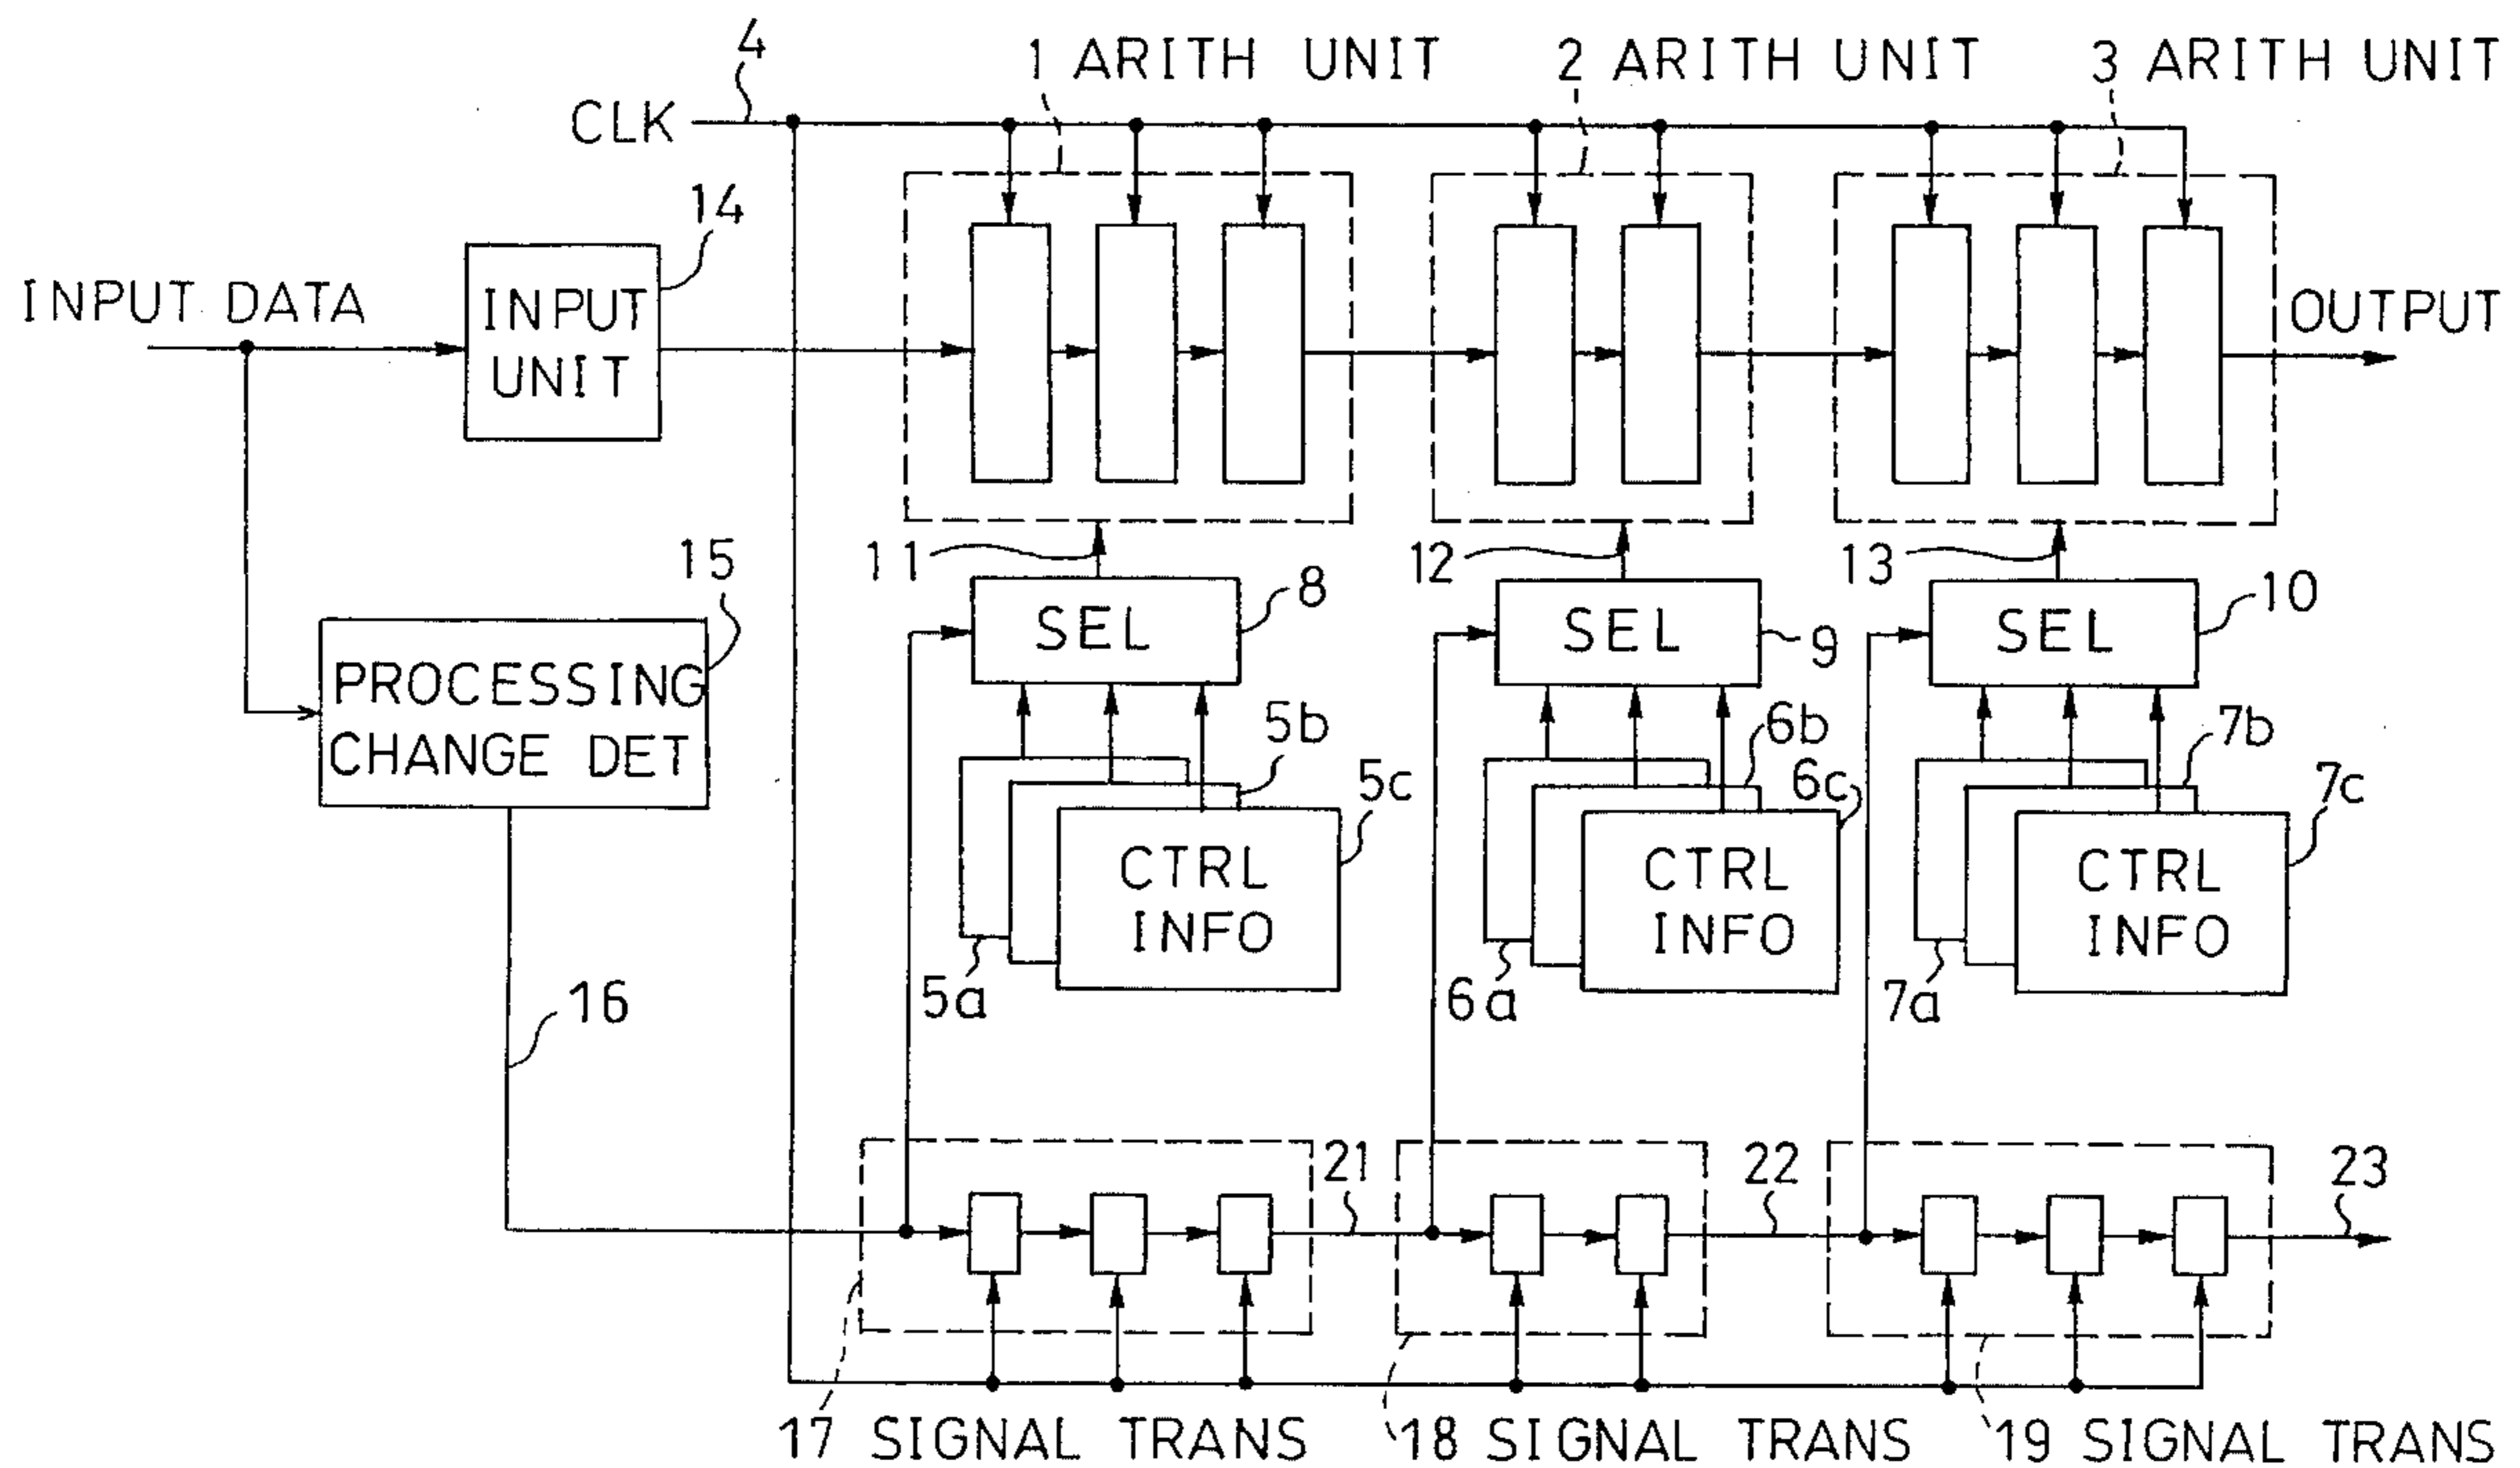 4
1 ARITH UNIT
2 ARITH UNIT
3 ARITH UNIT
CLK
14
INPUT DATA
INPUT
UNIT
OUTPUT
15
11
12
13
8
9
10
SEL
SEL
SEL
PROCESSING
CHANGE DET
5b
5c
6b
6c
7b
7c
CTRL
INFO
CTRL
INFO
CTRL
INFO
5a
6a
7a
16
21
22
23
17 SIGNAL TRANS
18 SIGNAL TRANS
19 SIGNAL TRANS